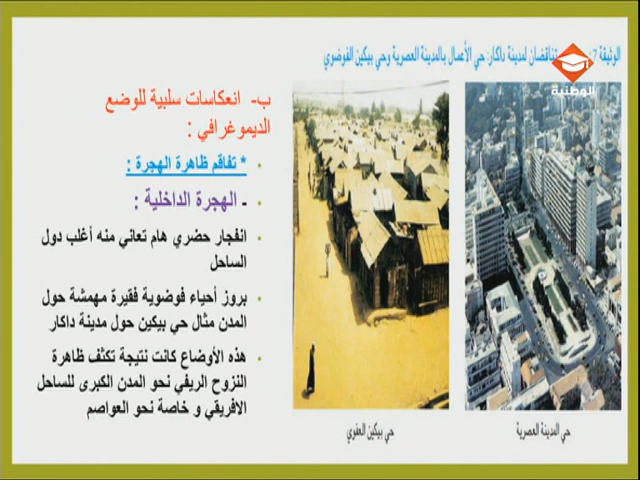 الوثيقة 7
تناقضان لمدينة داكار: حي الأعمال بالمدينة العصرية وحي بيكين الفوضوي
الوطنية
ب- انعكاسات سلبية للوضع
الديموغرافي :
* تفاقم ظاهرة الهجرة :
- الهجرة الداخلية :
انفجار حضري هام تعاني منه أغلب دول
الساحل
بروز أحياء فوضوية فقيرة مهمشة حول
المدن مثال حي بيكين حول مدينة داكار
هذه الأوضاع كانت نتيجة تكثف ظاهرة
النزوح الريفي نحو المدن الكبرى للساحل
الافريقي و خاصة نحو العواصم
حي المدينة العصرية
حي بيكين العفوي